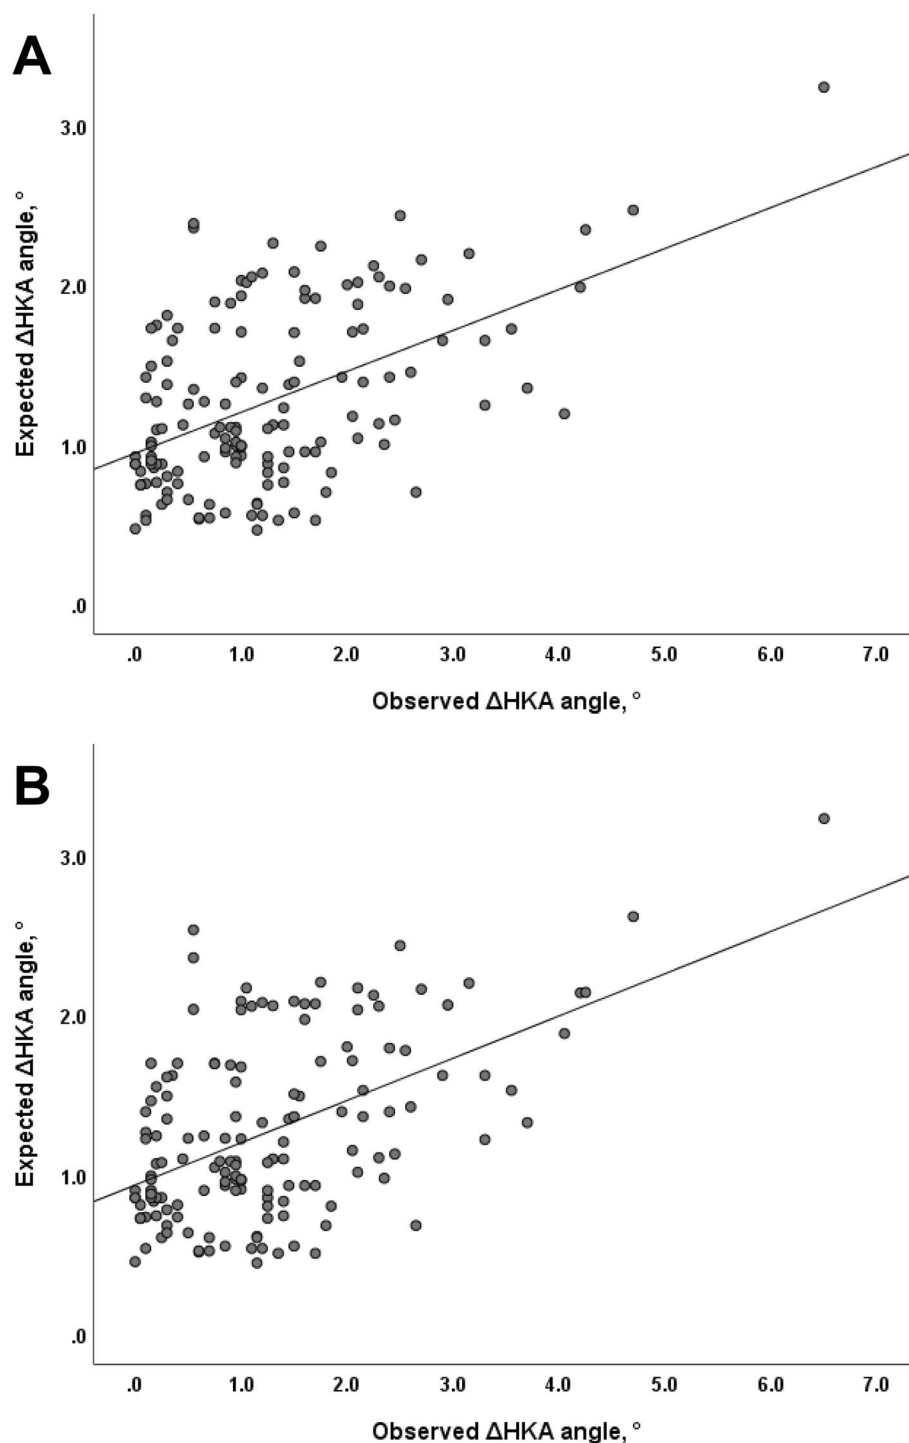 A
Expected ΔHKA angle, °
3.0
2.0
1.0
.0
.0 1.0 2.0 3.0 4.0 5.0 6.0 7.0
Observed ΔHKA angle, °
B
Expected ΔHKA angle, °
3.0
2.0
1.0
.0
.0 1.0 2.0 3.0 4.0 5.0 6.0 7.0
Observed ΔHKA angle, °